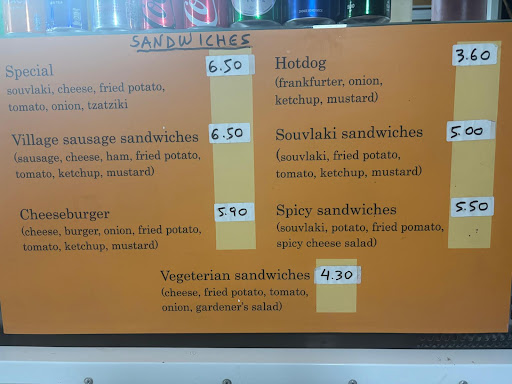 SANDWICHES
Special 6.50
souvlaki, cheese, fried potato,
tomato, onion, tzatziki
Village sausage sandwiches 6.50
(sausage, cheese, ham, fried potato,
tomato, ketchup, mustard)
Cheeseburger 5.90
(cheese, burger, onion, fried potato,
tomato, ketchup, mustard)
Hotdog 3.60
(frankfurter, onion,
ketchup, mustard)
Souvlaki sandwiches 5.00
(souvlaki, fried potato,
tomato, ketchup, mustard)
Spicy sandwiches 5.50
(souvlaki, potato, fried pomato,
spicy cheese salad)
Vegeterian sandwiches 4.30
(cheese, fried potato, tomato,
onion, gardener's salad)